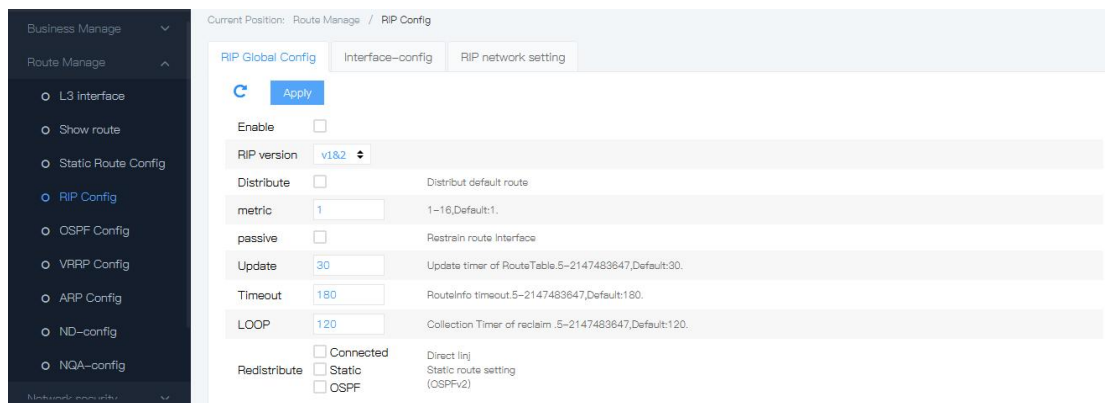 Business Manage
Route Manage
L3 interface
Show route
Static Route Config
RIP Config
OSPF Config
VRRP Config
ARP Config
ND-config
NQA-config
Network security
Current Position: Route Manage / RIP Config
RIP Global Config Interface-config RIP network setting
Apply
Enable
RIP version v1&2
Distribute Distribut default route
metric 1 1-16,Default:1.
passive Restrain route Interface
Update 30 Update timer of RouteTable.5-2147483647,Default:30.
Timeout 180 RouteInfo timeout.5-2147483647,Default:180.
LOOP 120 Collection Timer of reclaim .5-2147483647,Default:120.
Redistribute
Connected Direct linj
Static Static route setting
OSPF (OSPFv2)